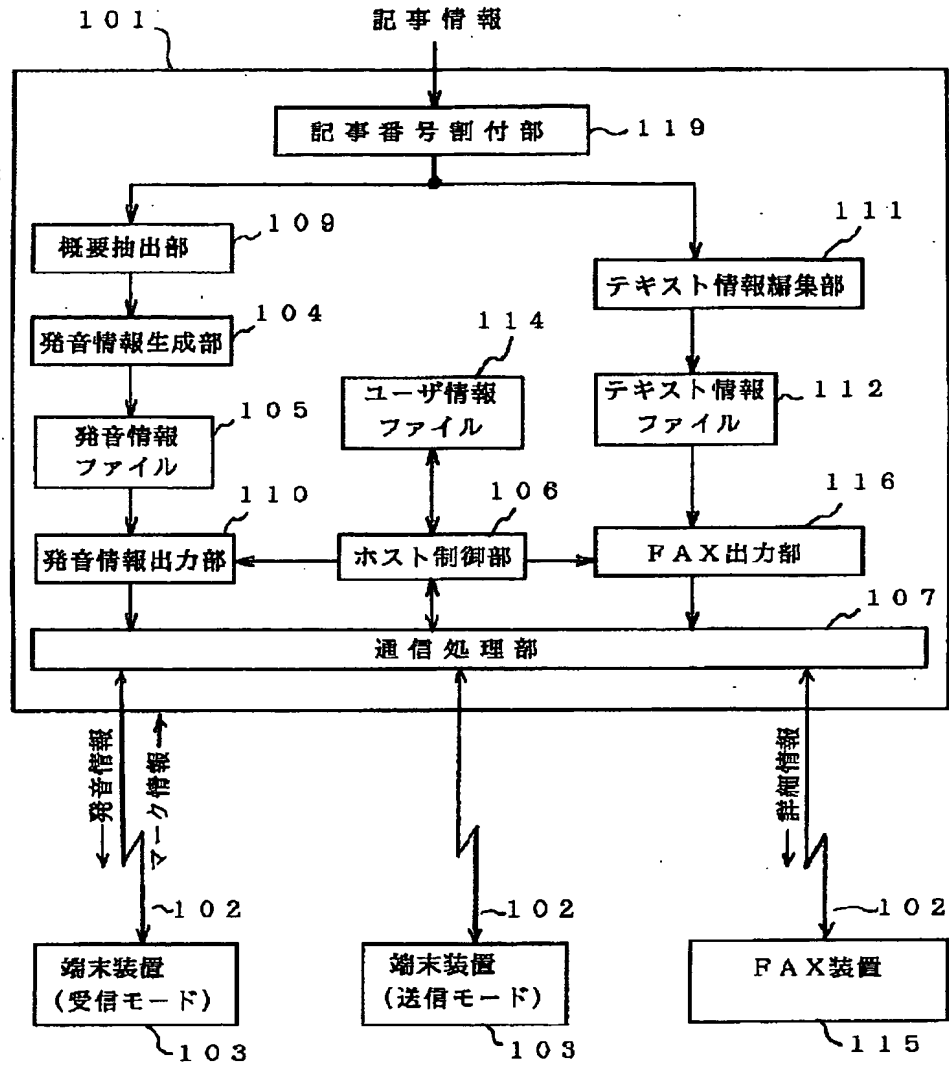 101
記事情報
記事番号割付部
119
概要抽出部
109
111
テキスト情報編集部
発音情報生成部
104
114
ユーザ情報
ファイル
テキスト情報
ファイル
112
発音情報
ファイル
105
110
発音情報出力部
106
ホスト制御部
116
FAX出力部
107
通信処理部
発音情報
マーク情報
詳細情報
102
102
102
端末装置
(受信モード)
103
端末装置
(送信モード)
103
FAX装置
115